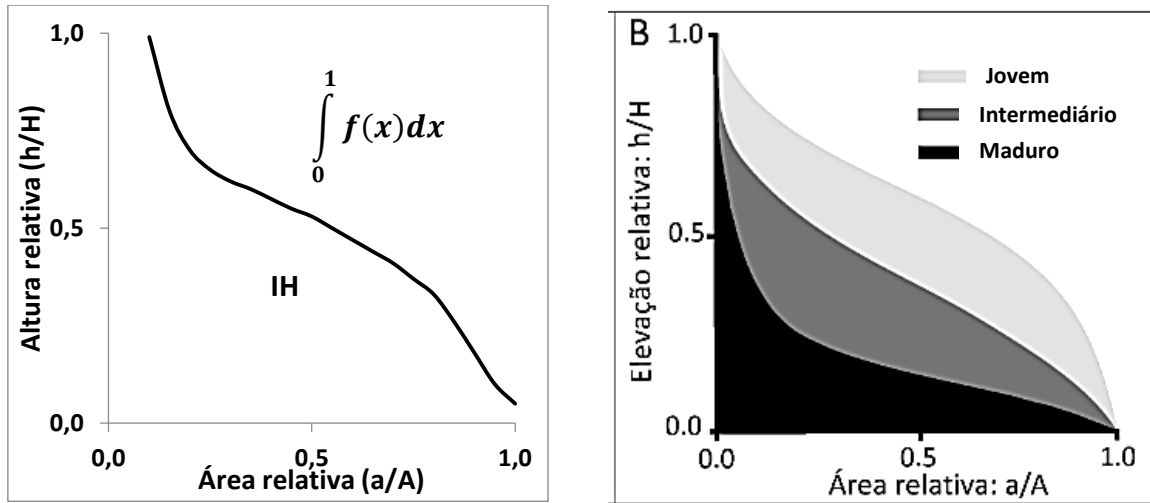 Altura relativa (h/H)
1,0
0,5
0,0
1
∫ f(x)dx
0
IH
0,0
0,5
1,0
Área relativa (a/A)
B
Elevação relativa: h/H
1.0
0.5
0.0
Jovem
Intermediário
Maduro
0.0
0.5
1.0
Área relativa: a/A